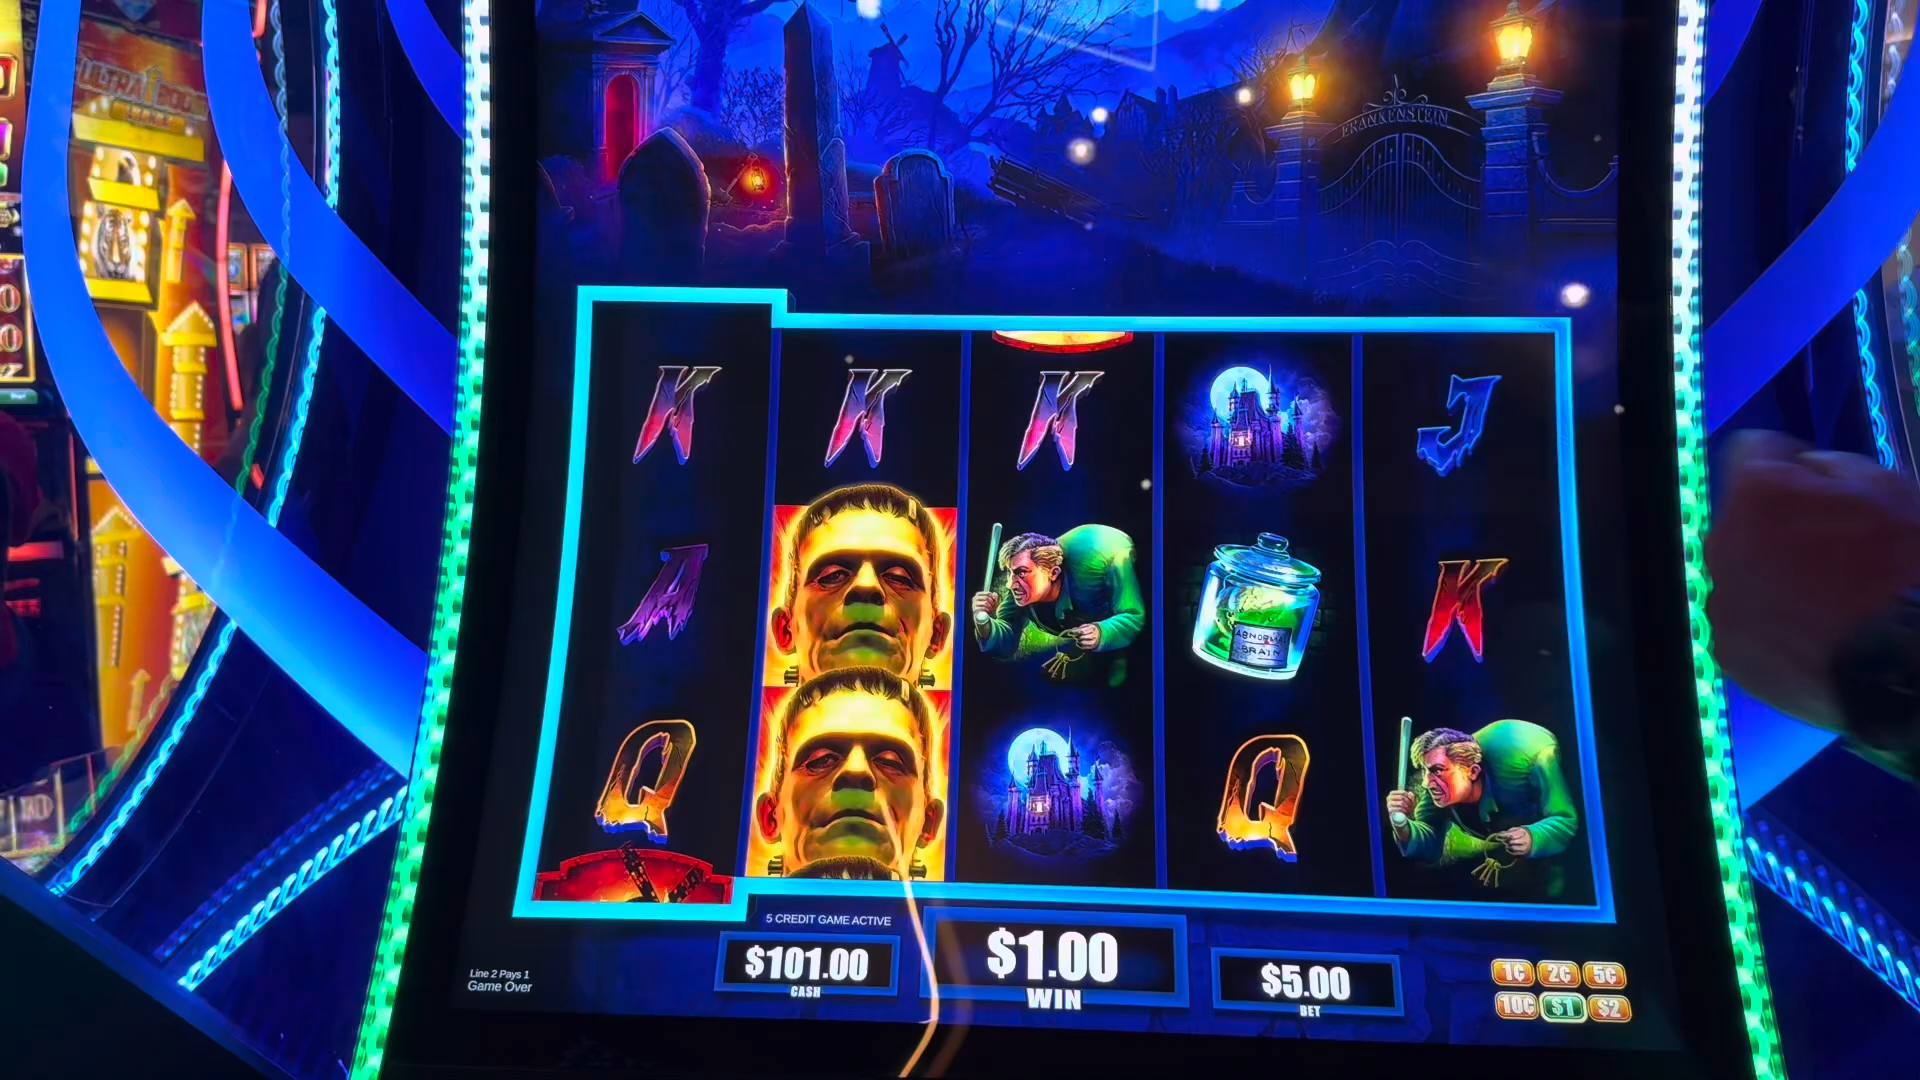 ULTRA
FRANKENSTEIN
K K K J
A ABNORMAL
BRAIN K
Q Q
5 CREDIT GAME ACTIVE
Line 2 Pays 1
Game Over
$101.00
CASH
$1.00
WIN
$5.00
BET
1¢ 2¢ 5¢
10¢ $1 $2